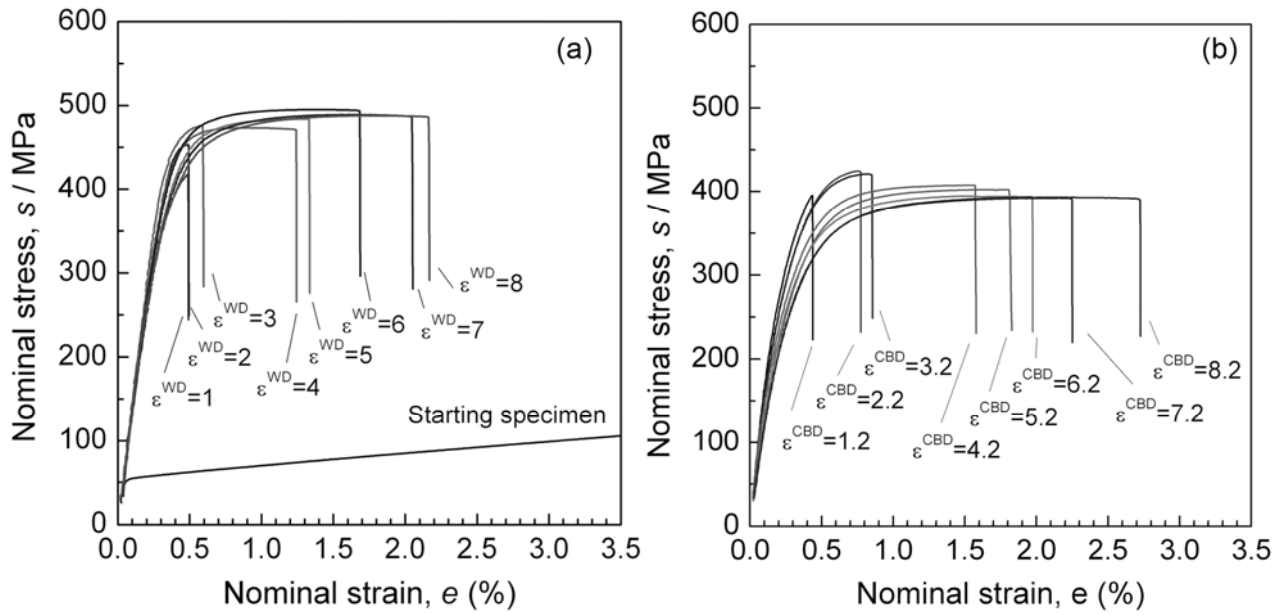 (a)
600
500
400
300
200
100
0
Nominal stress, s / MPa
ε^WD=1
ε^WD=2
ε^WD=3
ε^WD=4
ε^WD=5
ε^WD=6
ε^WD=7
ε^WD=8
Starting specimen
0.0 0.5 1.0 1.5 2.0 2.5 3.0 3.5
Nominal strain, e (%)
(b)
600
500
400
300
200
100
0
Nominal stress, s / MPa
ε^CBD=1.2
ε^CBD=2.2
ε^CBD=3.2
ε^CBD=4.2
ε^CBD=5.2
ε^CBD=6.2
ε^CBD=7.2
ε^CBD=8.2
0.0 0.5 1.0 1.5 2.0 2.5 3.0 3.5
Nominal strain, e (%)